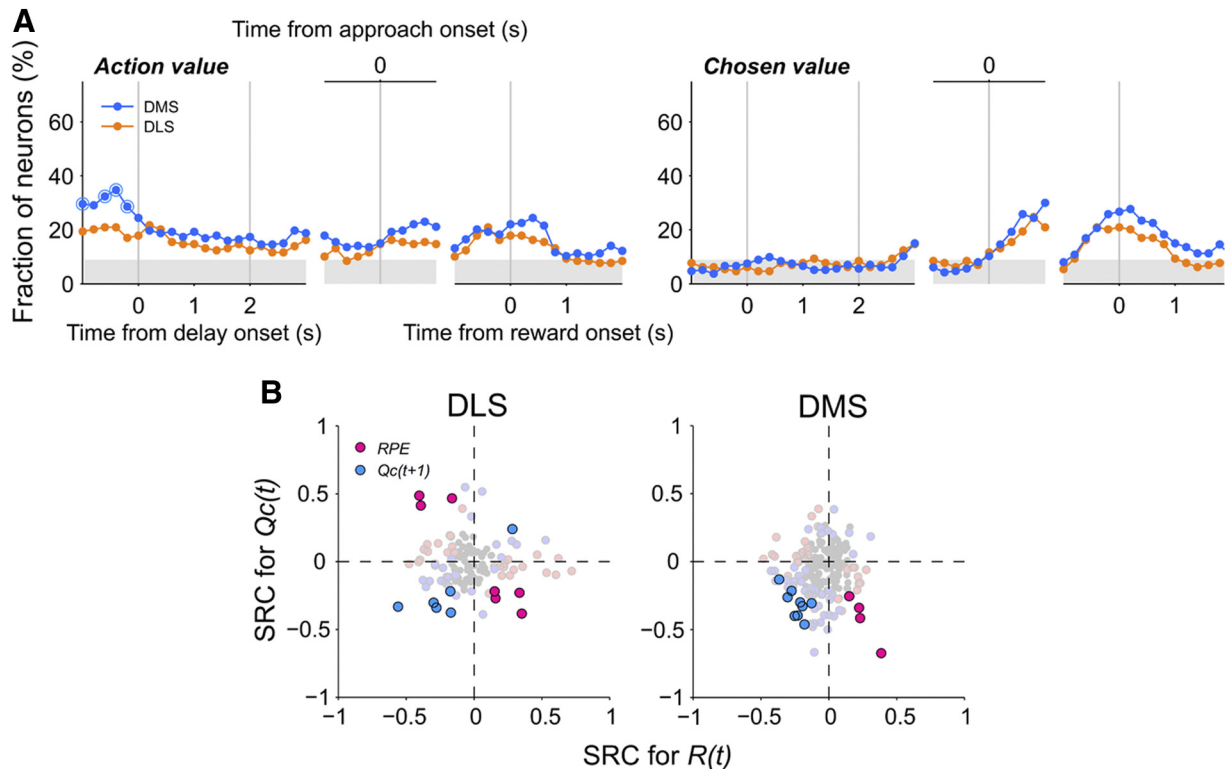 A
Time from approach onset (s)
Fraction of neurons (%)
Action value
0
Chosen value
0
DMS
DLS
60
40
20
0
60
40
20
0
0 1 2
0 1
0 1 2
0 1
Time from delay onset (s)
Time from reward onset (s)
B
DLS
DMS
RPE
Qc(t+1)
SRC for Qc(t)
1
0.5
0
−0.5
−1
1
0.5
0
−0.5
−1
−1 −0.5 0 0.5 1
−1 −0.5 0 0.5 1
SRC for R(t)